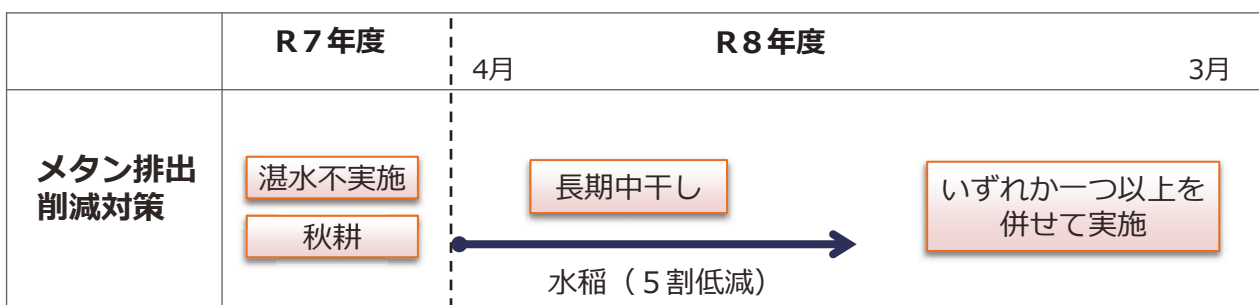 R7年度
R8年度
4月
3月
メタン排出
削減対策
湛水不実施
秋耕
長期中干し
いずれか一つ以上を
併せて実施
水稲（５割低減）